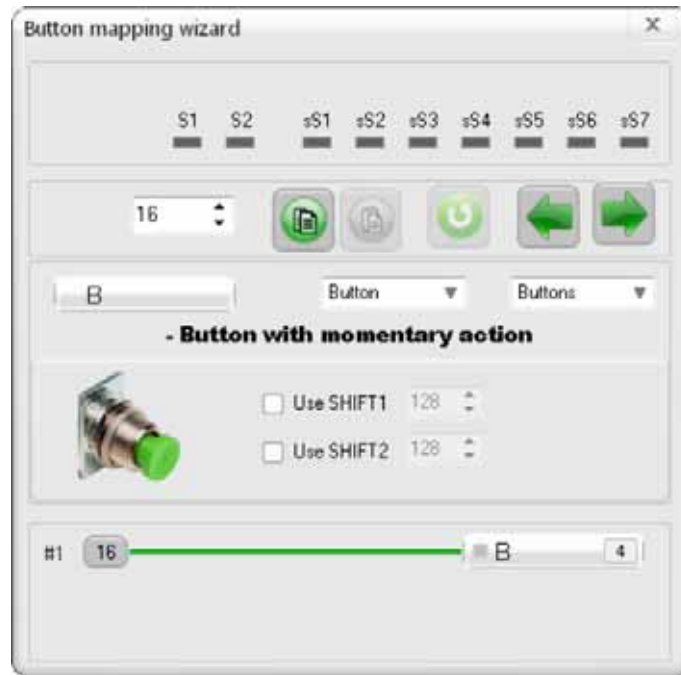 Button mapping wizard X
S1 S2 sS1 sS2 sS3 sS4 sS5 sS6 sS7
16
B Button Buttons
- Button with momentary action
Use SHIFT1 128
Use SHIFT2 128
#1 16 B 4